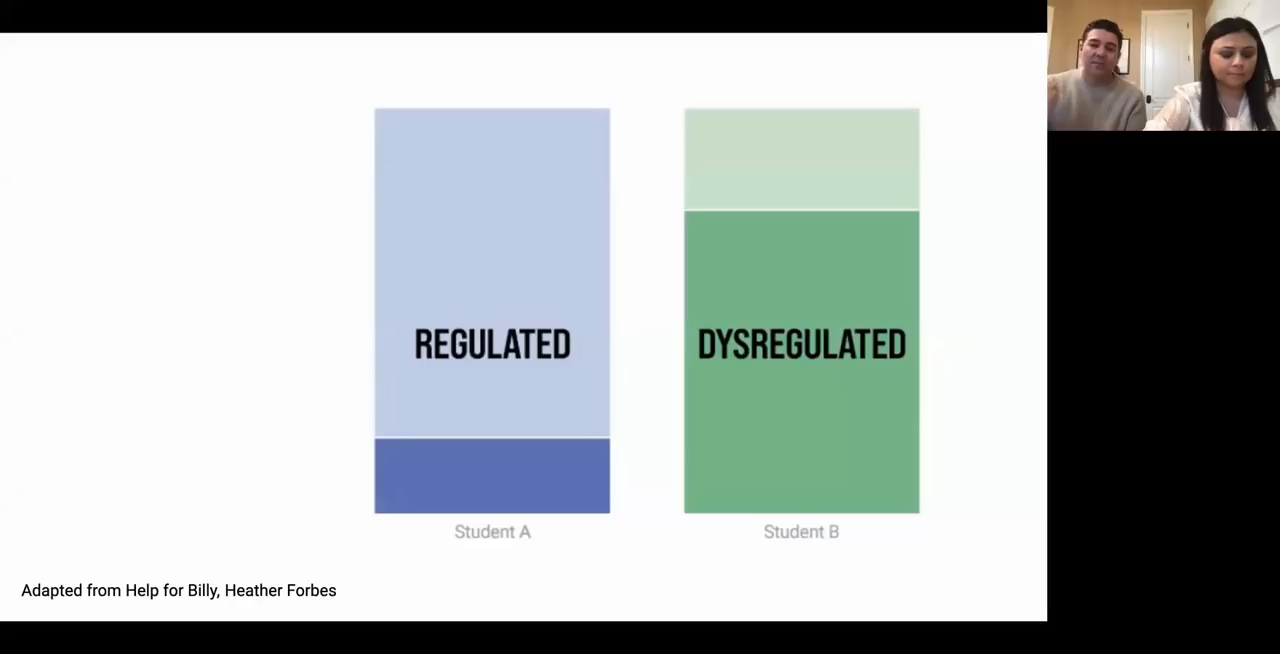 REGULATED
DYSREGULATED
Student A
Student B
Adapted from Help for Billy, Heather Forbes